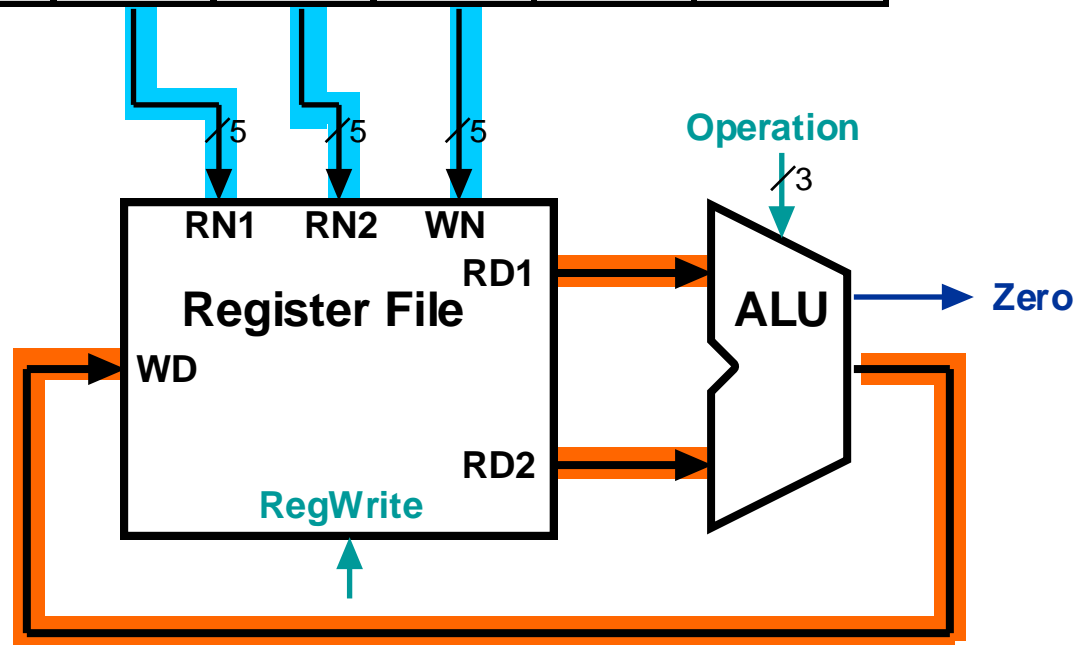 5
5
5
Operation
3
RN1
RN2
WN
RD1
Register File
ALU
Zero
WD
RD2
RegWrite